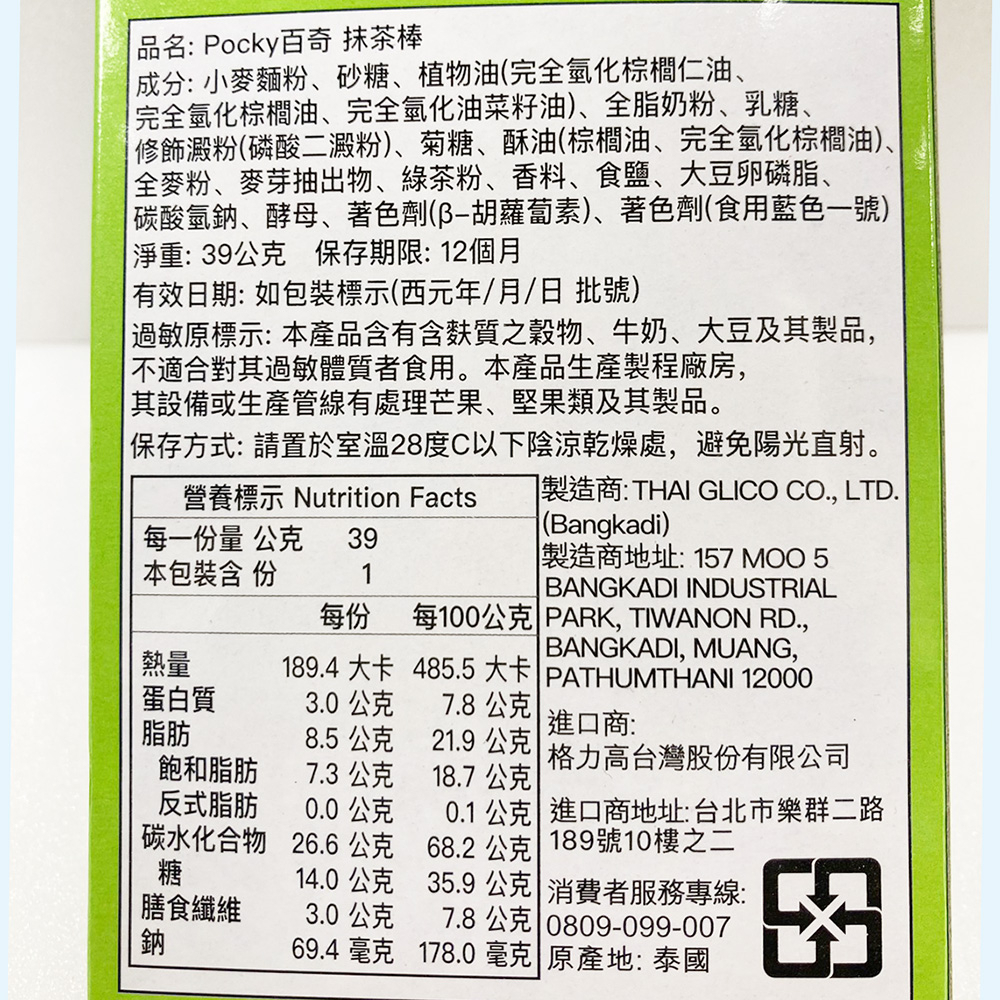 品名: Pocky百奇 抹茶棒
成分: 小麥麵粉、砂糖、植物油(完全氫化棕櫚仁油、
完全氫化棕櫚油、完全氫化油菜籽油)、全脂奶粉、乳糖、
修飾澱粉(磷酸二澱粉)、菊糖、酥油(棕櫚油、完全氫化棕櫚油)、
全麥粉、麥芽抽出物、綠茶粉、香料、食鹽、大豆卵磷脂、
碳酸氫鈉、酵母、著色劑(β-胡蘿蔔素)、著色劑(食用藍色一號)
淨重: 39公克 保存期限: 12個月
有效日期: 如包裝標示(西元年/月/日 批號)
過敏原標示: 本產品含有含麩質之穀物、牛奶、大豆及其製品,
不適合對其過敏體質者食用。本產品生產製程廠房,
其設備或生產管線有處理芒果、堅果類及其製品。
保存方式: 請置於室溫28度C以下陰涼乾燥處, 避免陽光直射。
營養標示 Nutrition Facts
每一份量 公克 39
本包裝含 份 1
每份 每100公克
熱量 189.4 大卡 485.5 大卡
蛋白質 3.0 公克 7.8 公克
脂肪 8.5 公克 21.9 公克
飽和脂肪 7.3 公克 18.7 公克
反式脂肪 0.0 公克 0.1 公克
碳水化合物 26.6 公克 68.2 公克
糖 14.0 公克 35.9 公克
膳食纖維 3.0 公克 7.8 公克
鈉 69.4 毫克 178.0 毫克
製造商: THAI GLICO CO., LTD.
(Bangkadi)
製造商地址: 157 MOO 5
BANGKADI INDUSTRIAL
PARK, TIWANON RD.,
BANGKADI, MUANG,
PATHUMTHANI 12000
進口商:
格力高台灣股份有限公司
進口商地址: 台北市樂群二路
189號10樓之二
消費者服務專線:
0809-099-007
原產地: 泰國